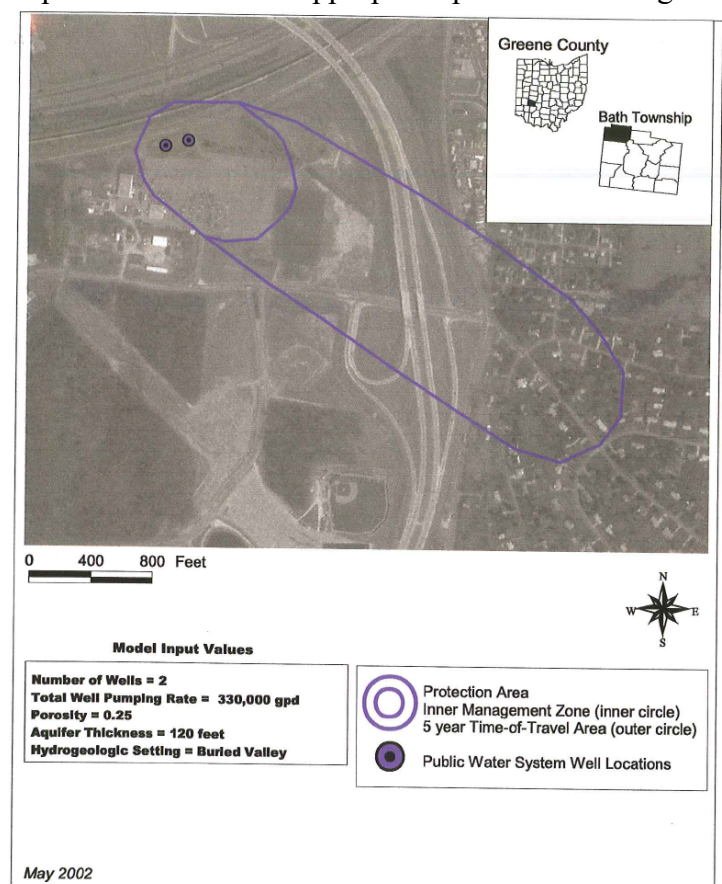 Greene County
Bath Township
0 400 800 Feet
N
W E
S
Model Input Values
Number of Wells = 2
Total Well Pumping Rate = 330,000 gpd
Porosity = 0.25
Aquifer Thickness = 120 feet
Hydrogeologic Setting = Buried Valley
Protection Area
Inner Management Zone (inner circle)
5 year Time-of-Travel Area (outer circle)
Public Water System Well Locations
May 2002